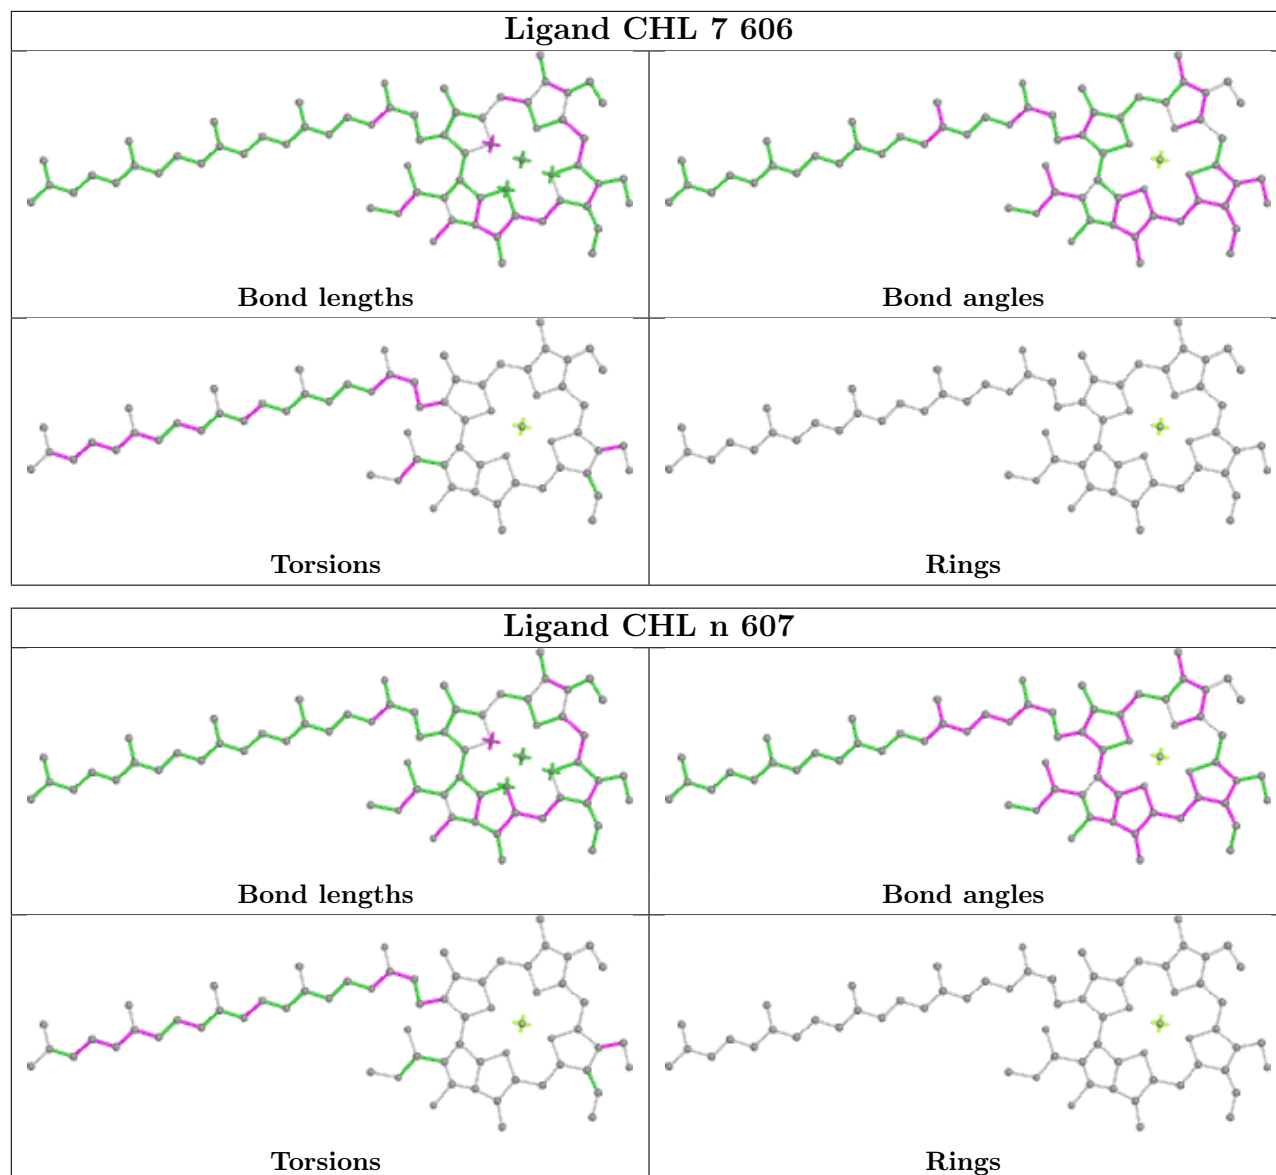 Ligand CHL 7 606
Bond lengths
Bond angles
Torsions
Rings
Ligand CHL n 607
Bond lengths
Bond angles
Torsions
Rings